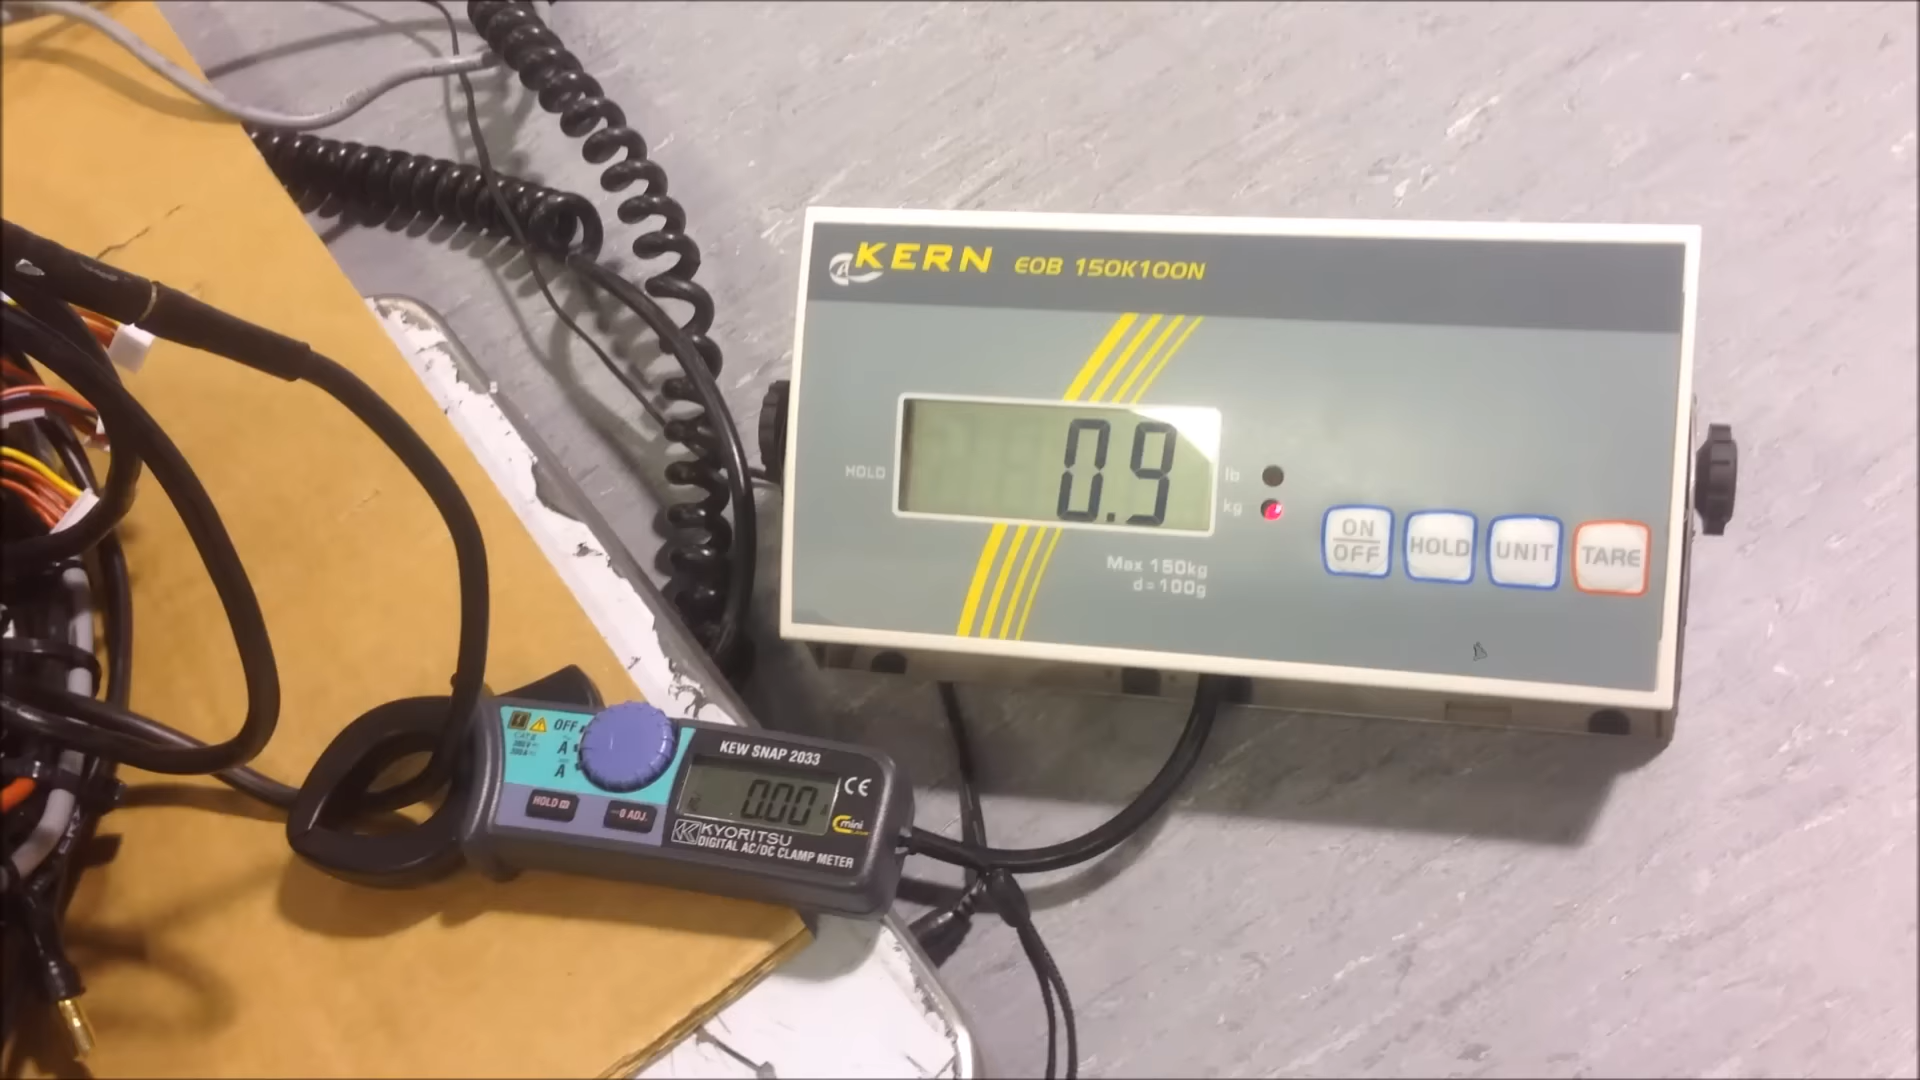 KERN EOB 150K100N
HOLD
0.9
lb
kg
Max 150kg
d=100g
ON
OFF
HOLD
UNIT
TARE
OFF
A
A
HOLD
0 ADJ.
KEW SNAP 2033
0.00
CE
mini
KYORITSU
DIGITAL AC/DC CLAMP METER